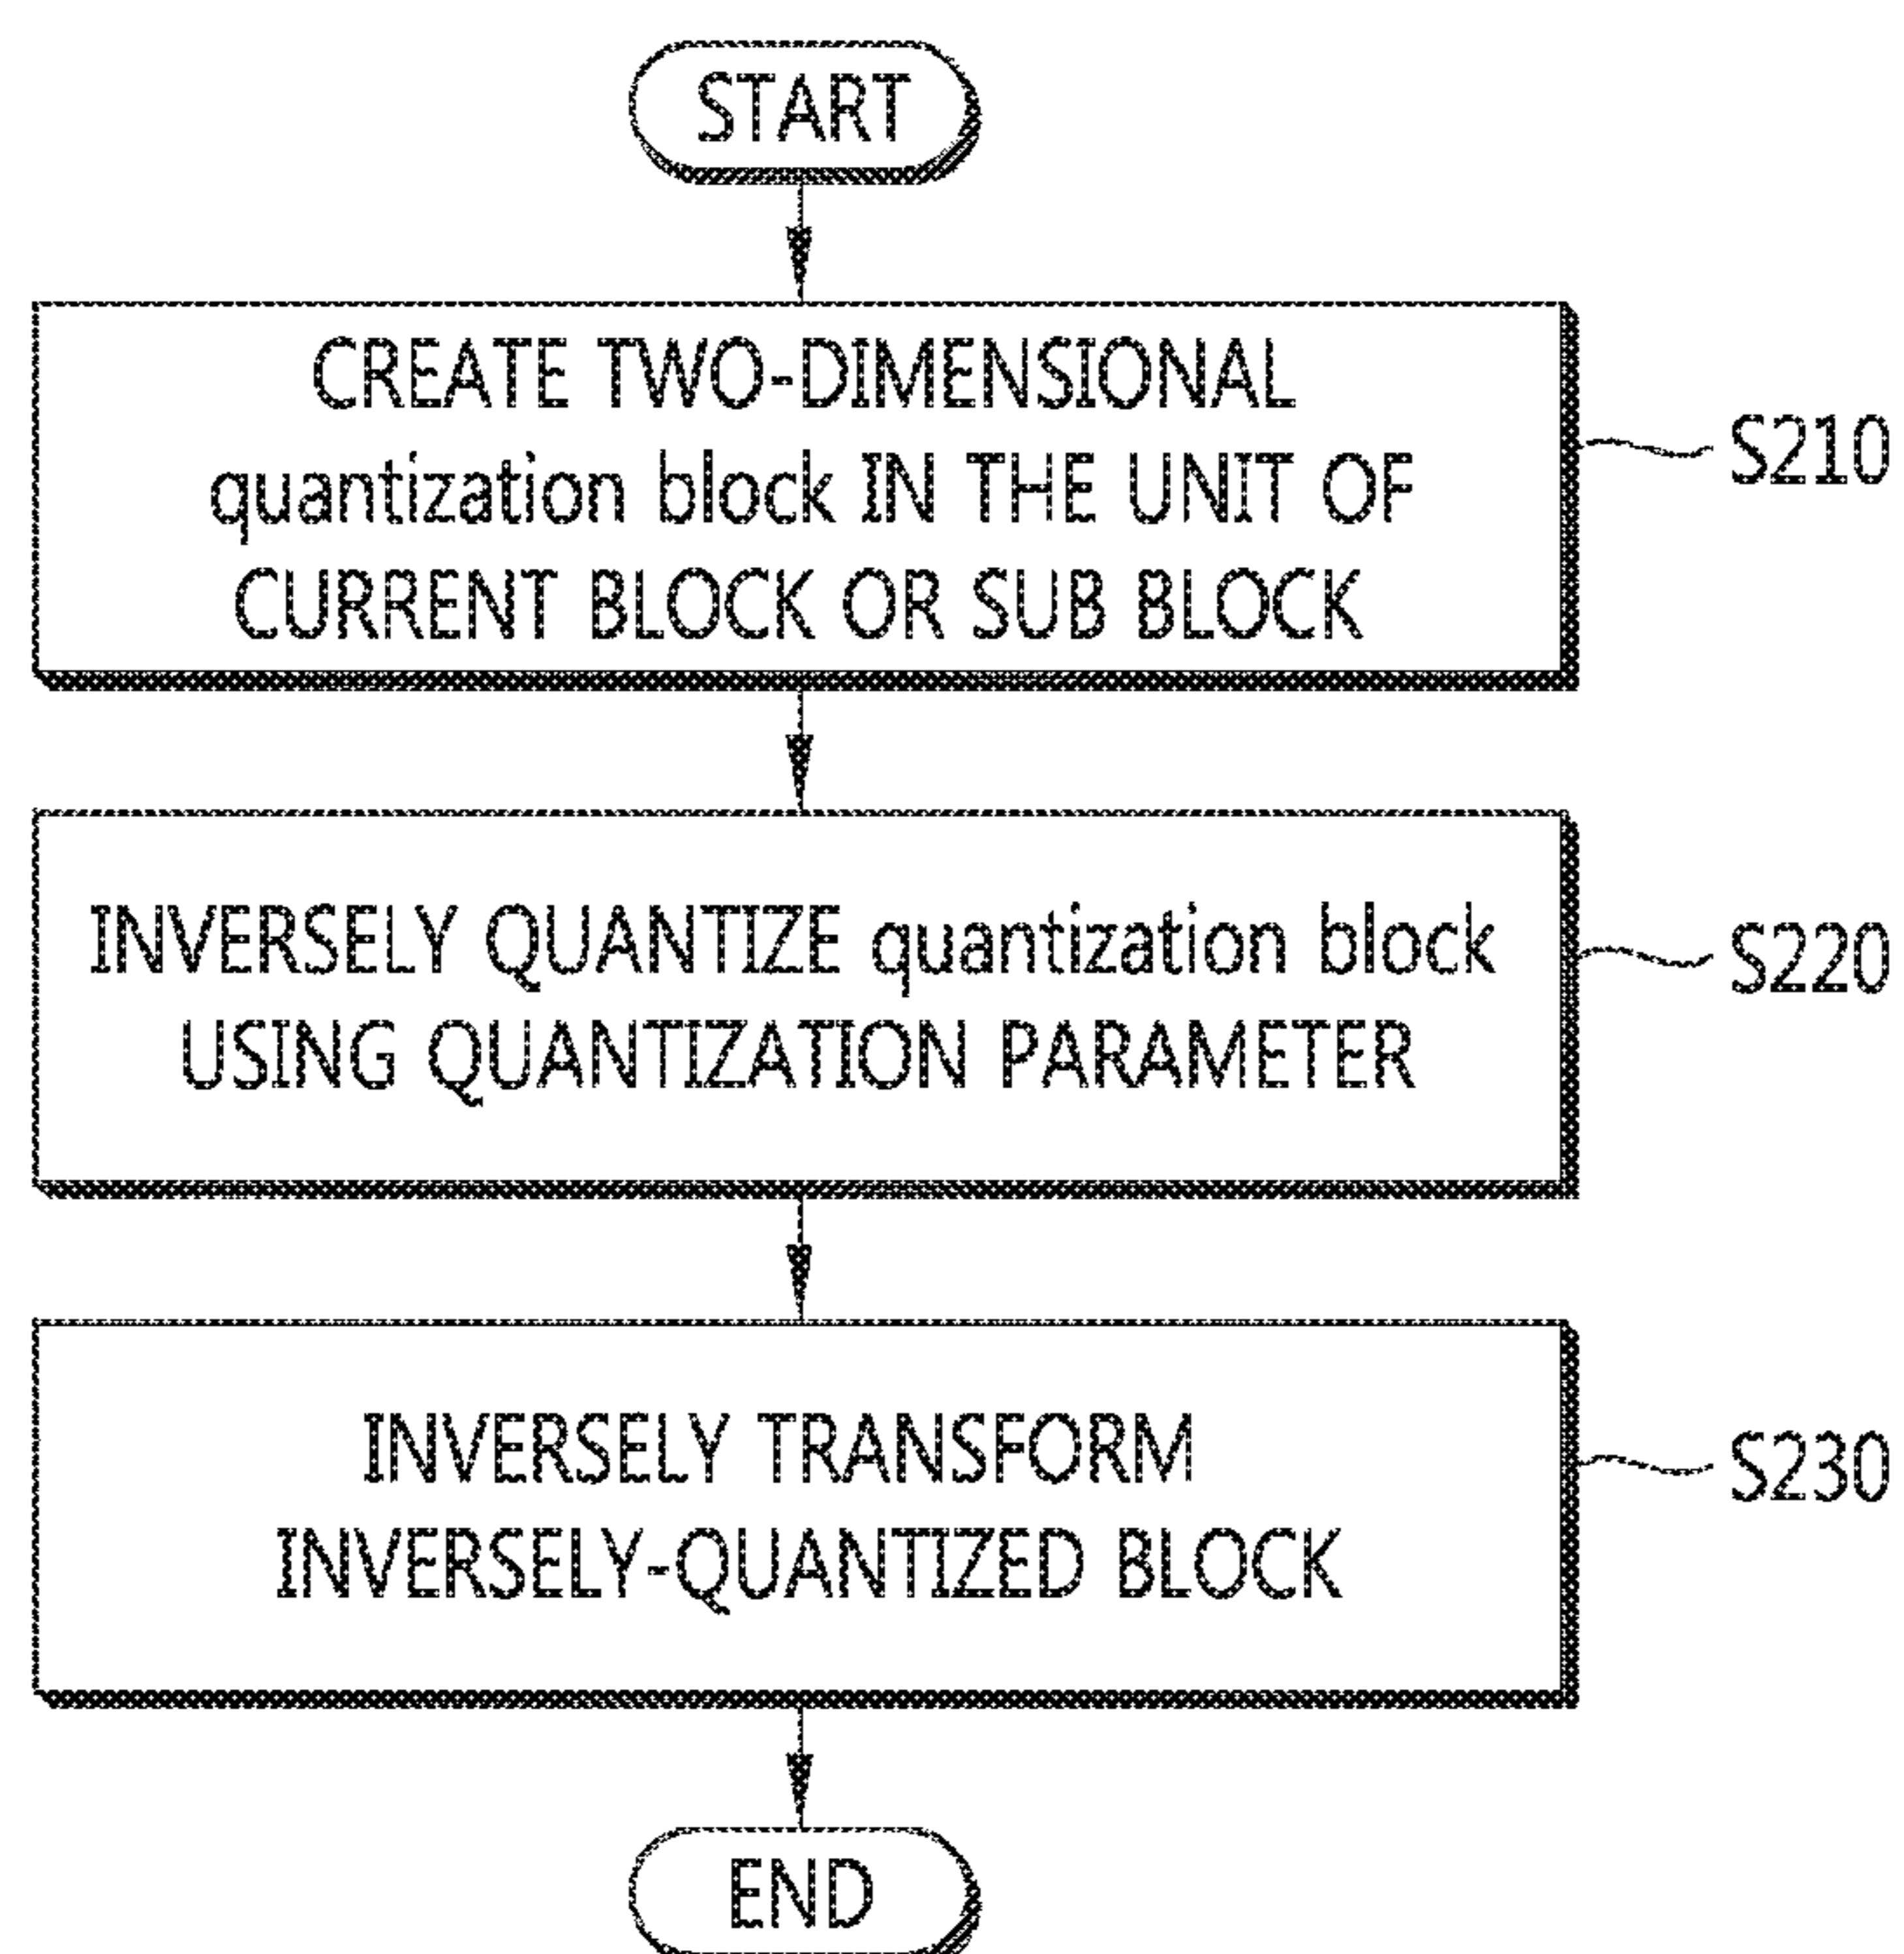 START
CREATE TWO-DIMENSIONAL
quantization block IN THE UNIT OF
CURRENT BLOCK OR SUB BLOCK
S210
INVERSELY QUANTIZE quantization block
USING QUANTIZATION PARAMETER
S220
INVERSELY TRANSFORM
INVERSELY-QUANTIZED BLOCK
S230
END